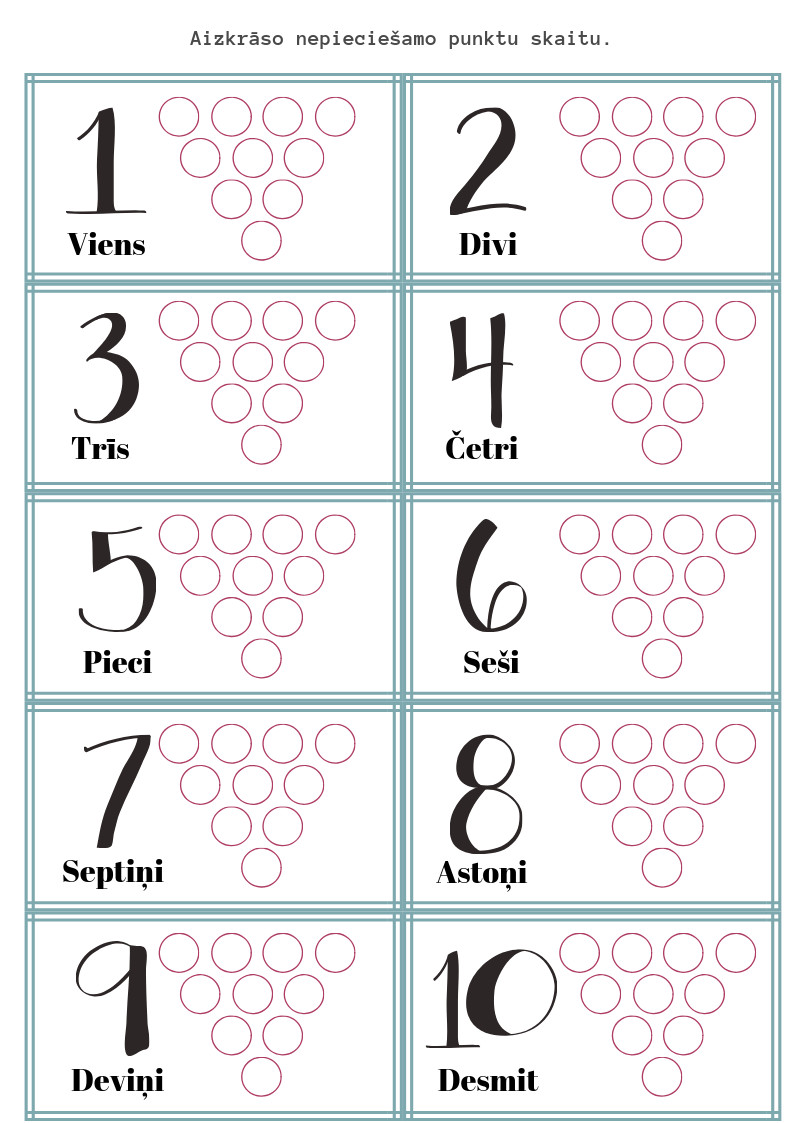 Aizkrāso nepieciešamo punktu skaitu.
1
Viens
2
Divi
3
Trīs
4
Četri
5
Pieci
6
Seši
7
Septiņi
8
Astoņi
9
Deviņi
10
Desmit